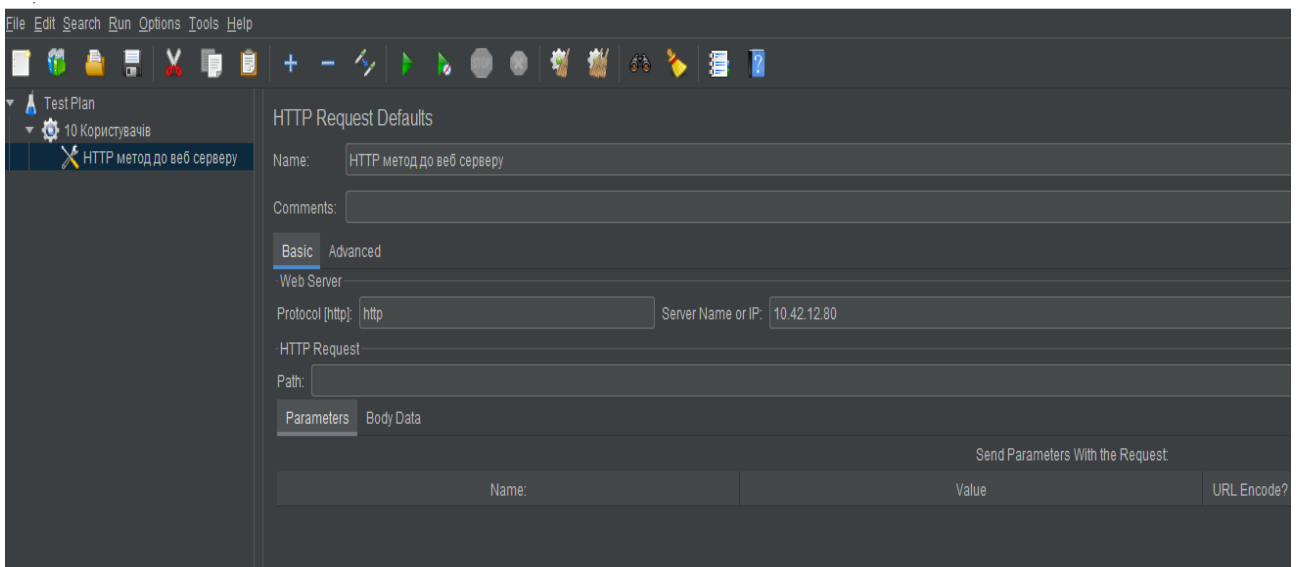 File Edit Search Run Options Tools Help
STOP
Test Plan
10 Користувачів
HTTP метод до веб серверу
HTTP Request Defaults
Name: HTTP метод до веб серверу
Comments:
Basic Advanced
Web Server
Protocol [http]: http Server Name or IP: 10.42.12.80
HTTP Request
Path:
Parameters Body Data
Send Parameters With the Request:
Name: Value URL Encode?